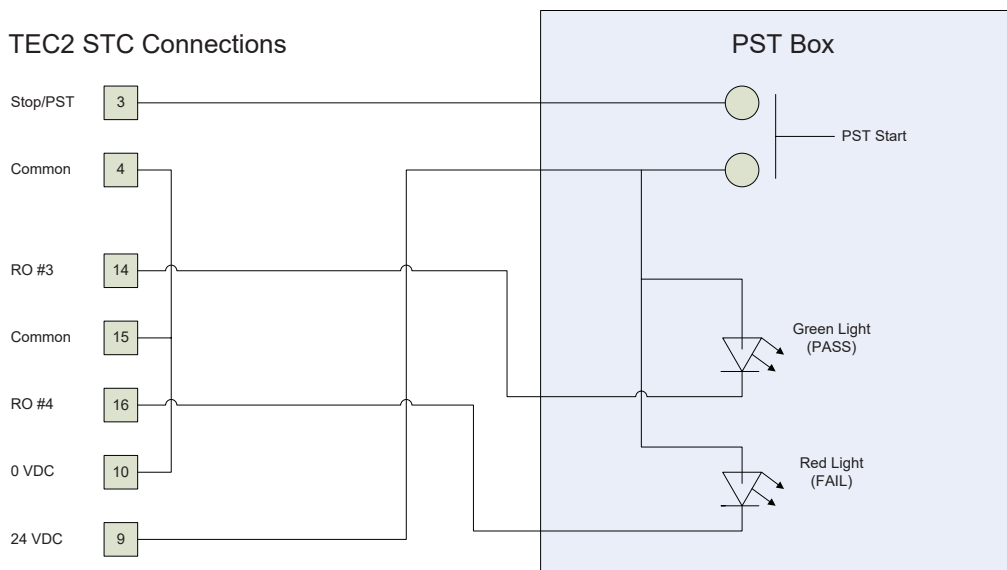 TEC2 STC Connections
PST Box
Stop/PST
3
PST Start
Common
4
RO #3
14
Common
15
Green Light
(PASS)
RO #4
16
0 VDC
10
Red Light
(FAIL)
24 VDC
9